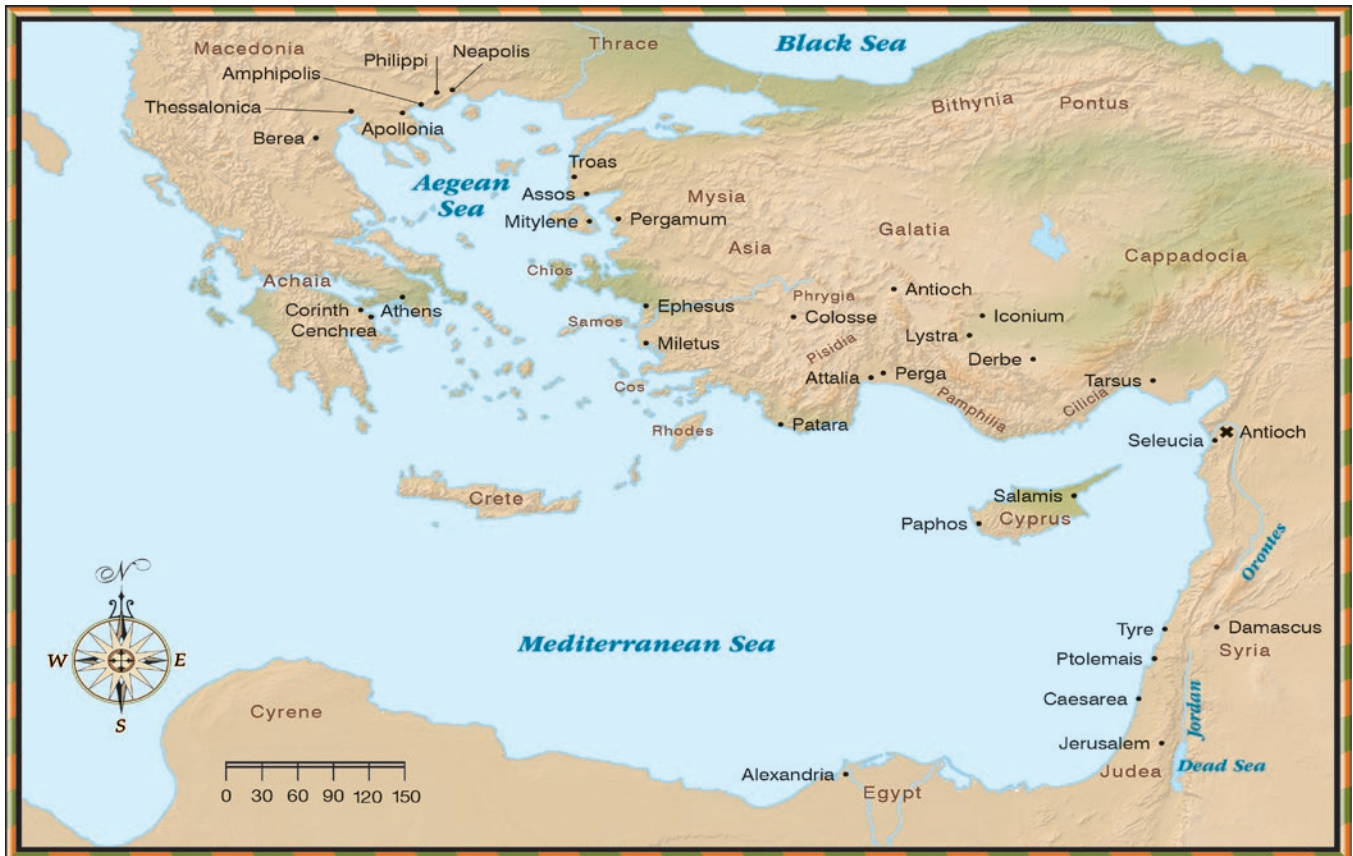 Black Sea
Macedonia
Thrace
Philippi
Neapolis
Amphipolis
Thessalonica
Apollonia
Berea
Bithynia
Pontus
Troas
Aegean
Sea
Assos
Mysia
Mitylene
Pergamum
Galatia
Asia
Cappadocia
Chios
Achaia
Phrygia
Antioch
Corinth
Athens
Ephesus
Colosse
Iconium
Cenchrea
Samos
Lystra
Miletus
Pisidia
Derbe
Attalia
Perga
Tarsus
Cos
Pamphilia
Cilicia
Rhodes
Patara
Seleucia
Antioch
Crete
Salamis
Paphos
Cyprus
Orontes
N
W
E
S
Mediterranean Sea
Tyre
Damascus
Syria
Ptolemais
Caesarea
Jordan
Cyrene
Jerusalem
Judea
Dead Sea
Alexandria
Egypt
0 30 60 90 120 150